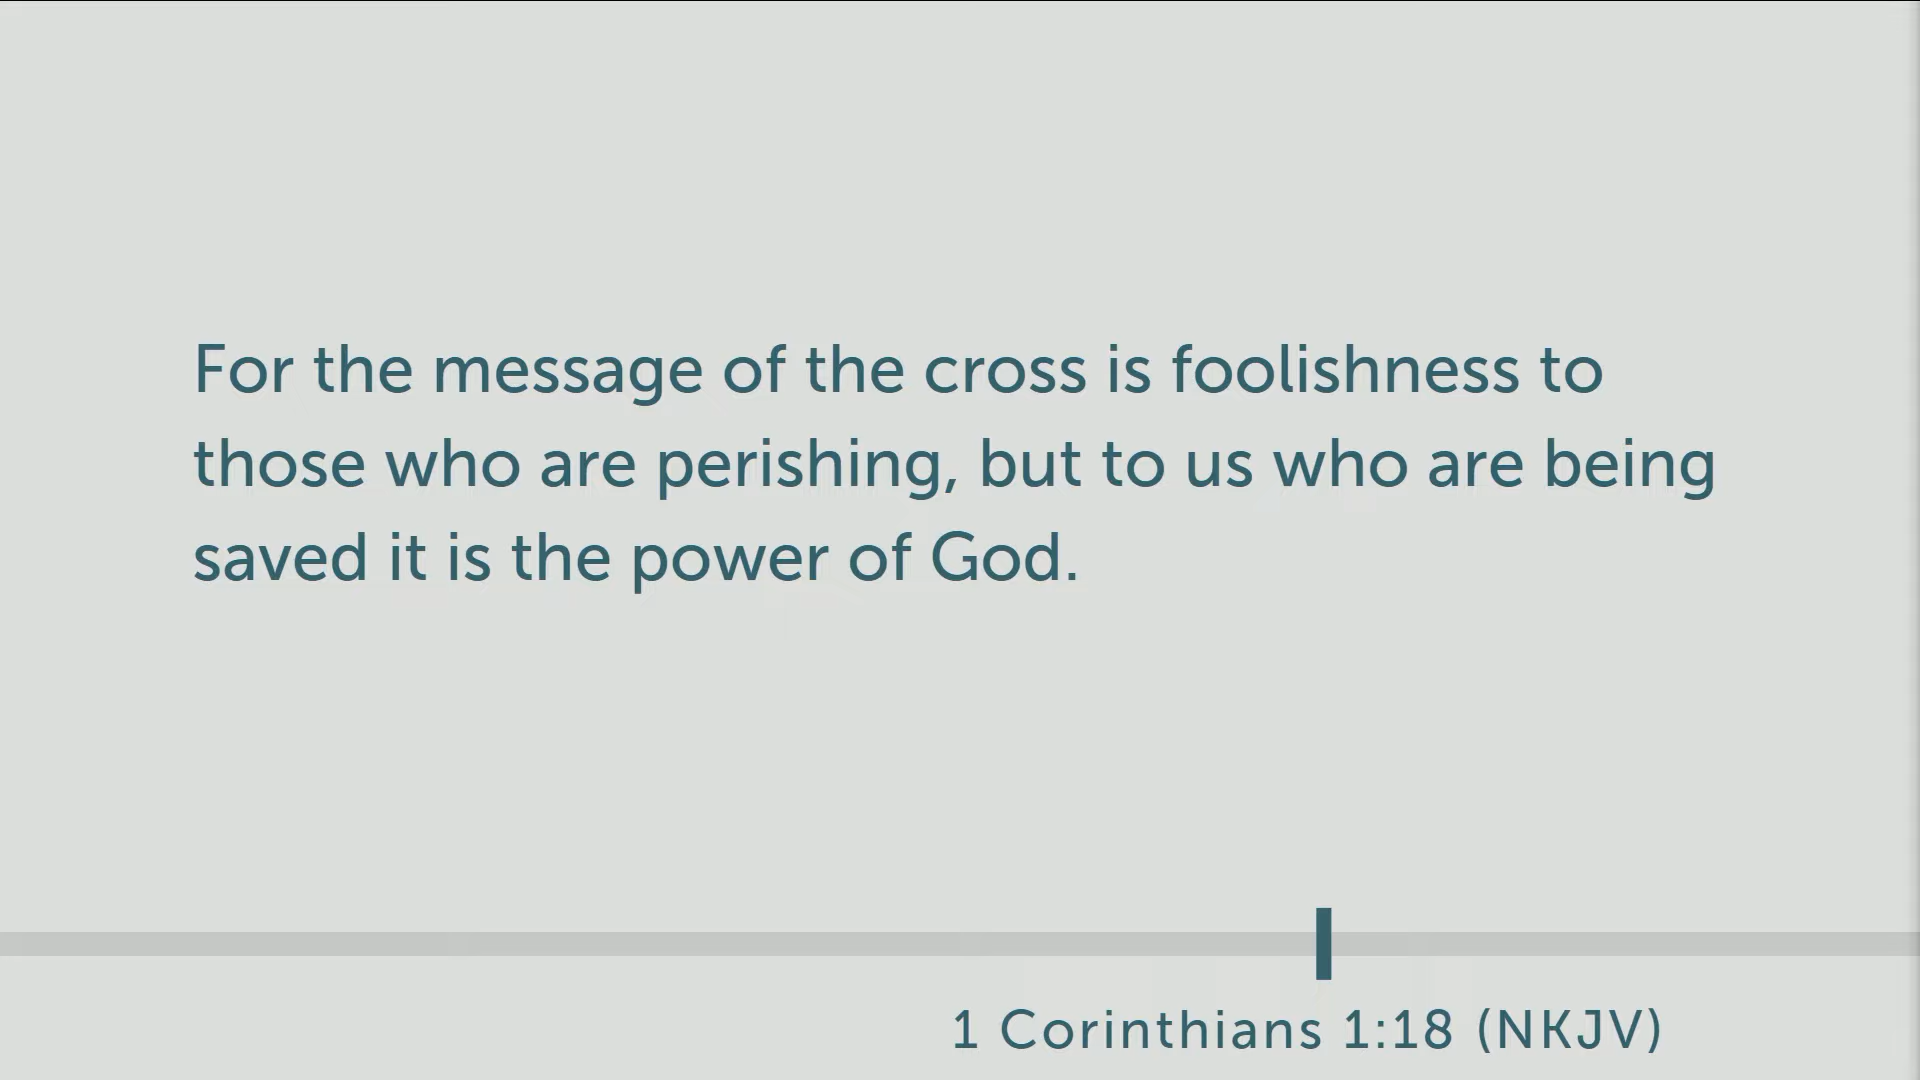 For the message of the cross is foolishness to
those who are perishing, but to us who are being
saved it is the power of God.
1 Corinthians 1:18 (NKJV)